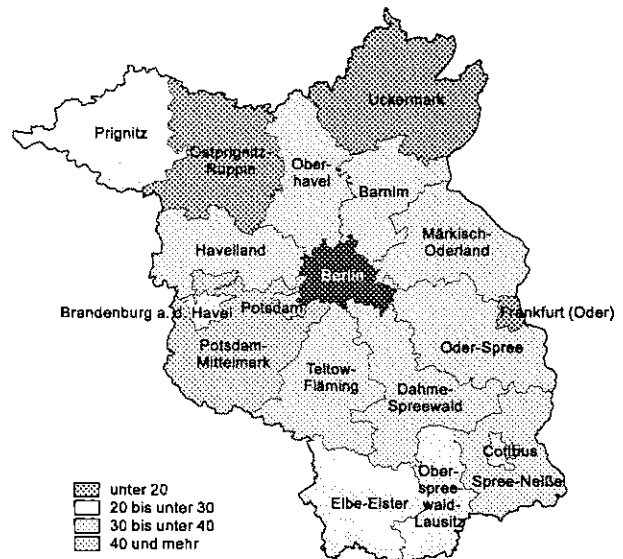 Uckermark
Prignitz
Ostprignitz-
Ruppin
Ober-
havel
Barnim
Havelland
Märkisch-
Oderland
Berlin
Brandenburg a. d. Havel
Potsdam
Frankfurt (Oder)
Potsdam-
Mittelmark
Oder-Spree
Teltow-
Fläming
Dahme-
Spreewald
Cottbus
Spree-Neiße
Ober-
spree-
wald-
Lausitz
Elbe-Elster
unter 20
20 bis unter 30
30 bis unter 40
40 und mehr